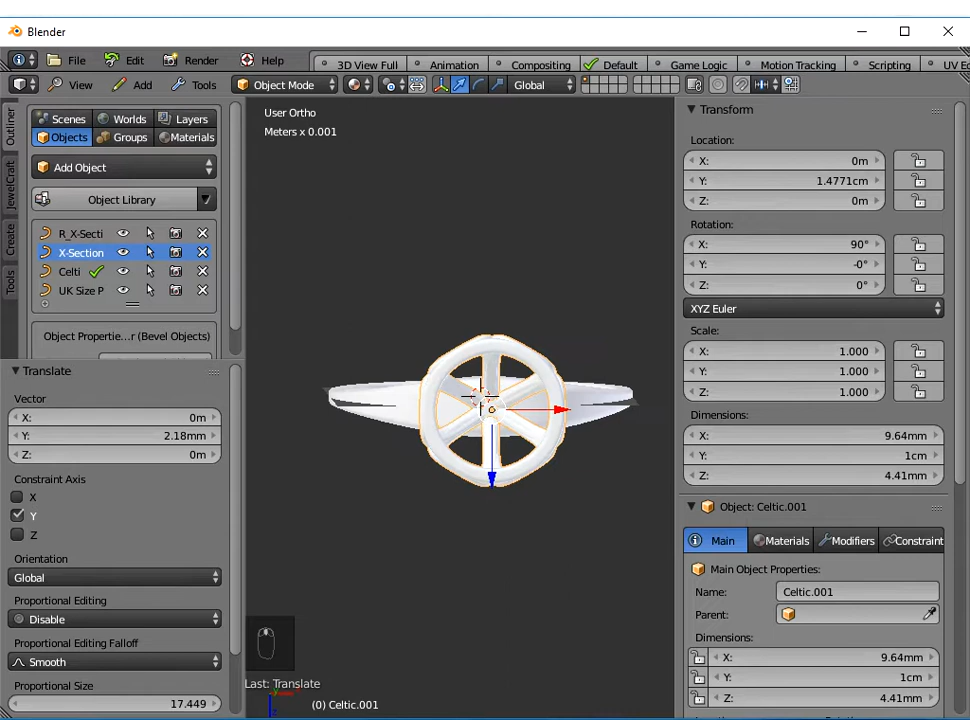 Blender
File Edit Render Help 3D View Full Animation Compositing Default Game Logic Motion Tracking Scripting UV Ed
View Add Tools Object Mode Global
Outliner
JewelCraft
Create
Tools
Scenes Worlds Layers
Objects Groups Materials
Add Object
Object Library
R_X-Secti
X-Section
Celti
UK Size P
Object Propertie...r (Bevel Objects)
Translate
Vector
X: 0m
Y: 2.18mm
Z: 0m
Constraint Axis
X
Y
Z
Orientation
Global
Proportional Editing
Disable
Proportional Editing Falloff
Smooth
Proportional Size
17.449
User Ortho
Meters x 0.001
Last: Translate
(0) Celtic.001
Transform
Location:
X: 0m
Y: 1.4771cm
Z: 0m
Rotation:
X: 90°
Y: -0°
Z: 0°
XYZ Euler
Scale:
X: 1.000
Y: 1.000
Z: 1.000
Dimensions:
X: 9.64mm
Y: 1cm
Z: 4.41mm
Object: Celtic.001
Main Materials Modifiers Constraint
Main Object Properties:
Name: Celtic.001
Parent:
Dimensions:
X: 9.64mm
Y: 1cm
Z: 4.41mm